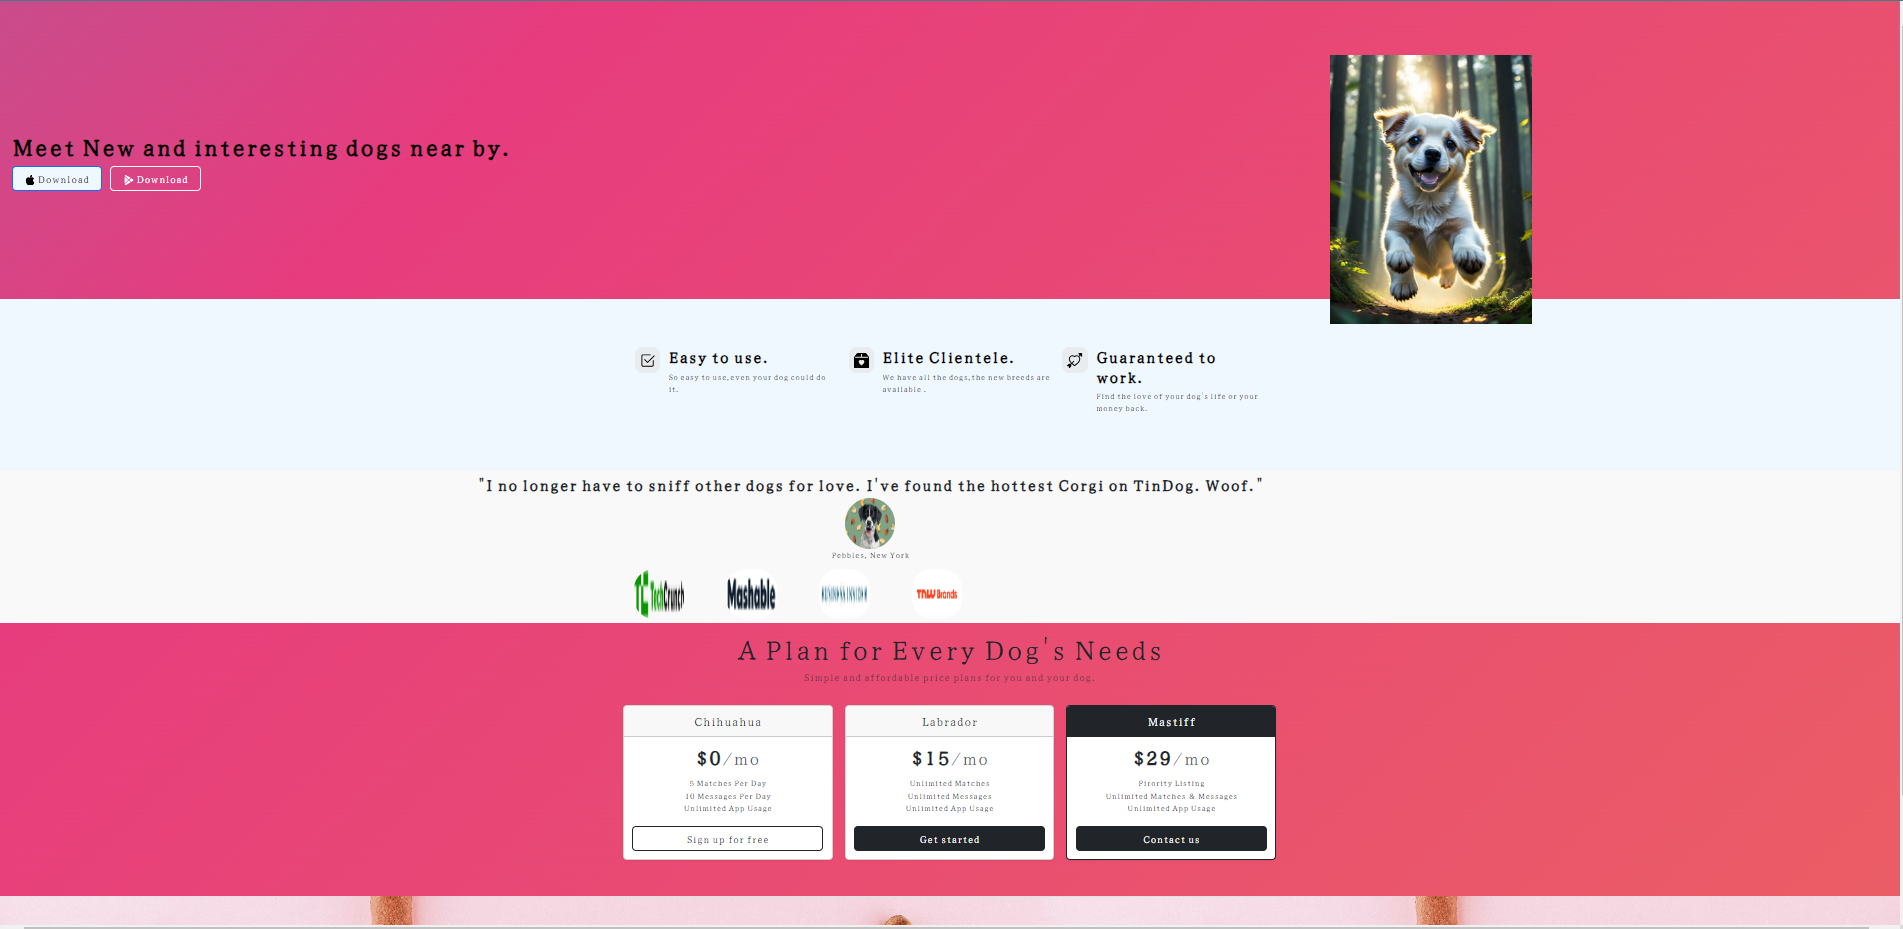 Meet New and interesting dogs near by.
Download
Download
Easy to use.
So easy to use,even your dog could do
it.
Elite Clientele.
We have all the dogs,the new breeds are
available .
Guaranteed to
work.
Find the love of your dog's life or your
money back.
"I no longer have to sniff other dogs for love. I've found the hottest Corgi on TinDog. Woof."
Pebbles, New York
TC TechCrunch
Mashable
BUSINESS INSIDER
TNW Brands
A Plan for Every Dog's Needs
Simple and affordable price plans for you and your dog.
Chihuahua
$0/mo
5 Matches Per Day
10 Messages Per Day
Unlimited App Usage
Sign up for free
Labrador
$15/mo
Unlimited Matches
Unlimited Messages
Unlimited App Usage
Get started
Mastiff
$29/mo
Pirority Listing
Unlimited Matches & Messages
Unlimited App Usage
Contact us